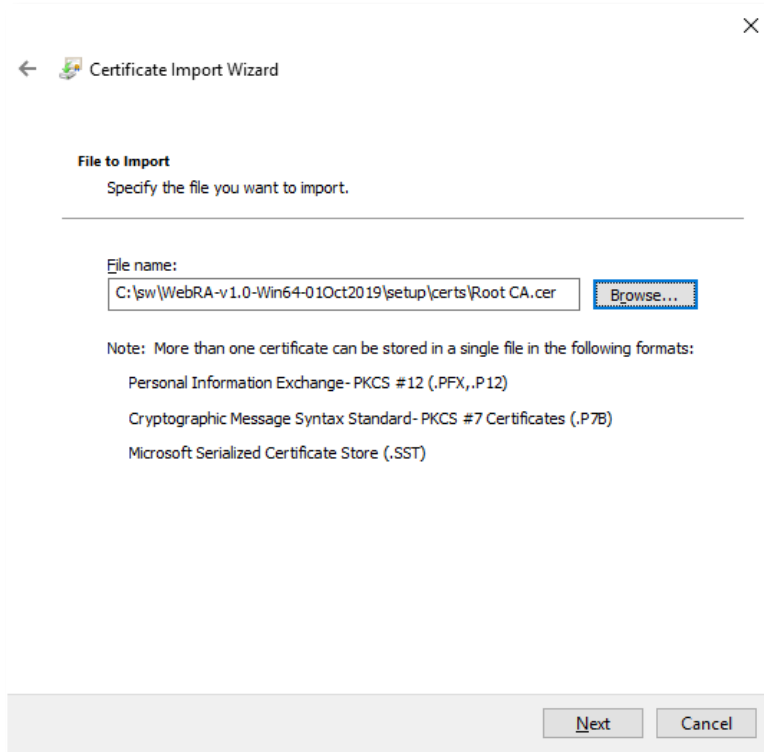 Certificate Import Wizard
File to Import
Specify the file you want to import.
File name:
C:\sw\WebRA-v1.0-Win64-01Oct2019\setup\certs\Root CA.cer
Browse...
Note: More than one certificate can be stored in a single file in the following formats:
Personal Information Exchange- PKCS #12 (.PFX,.P12)
Cryptographic Message Syntax Standard- PKCS #7 Certificates (.P7B)
Microsoft Serialized Certificate Store (.SST)
Next
Cancel